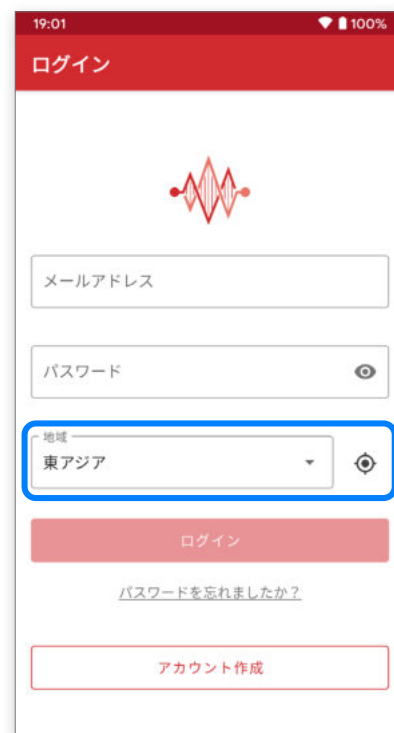 19:01 100%
ログイン
メールアドレス
パスワード
地域
東アジア
ログイン
パスワードを忘れましたか？
アカウント作成